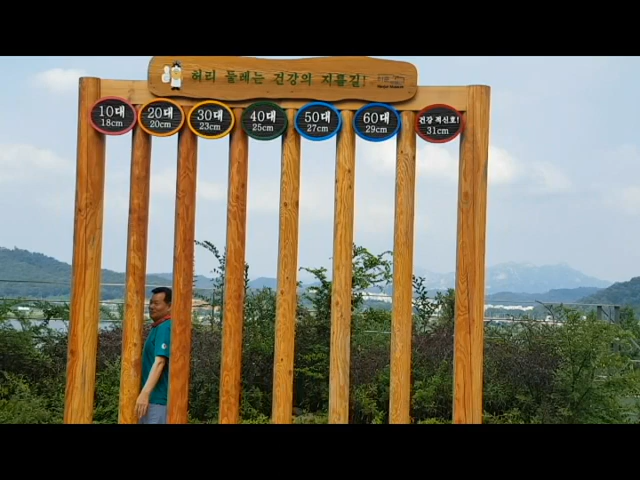 허리 둘레는 건강의 지름길!
10대
18cm
20대
20cm
30대
23cm
40대
25cm
50대
27cm
60대
29cm
건강 적신호!
31cm